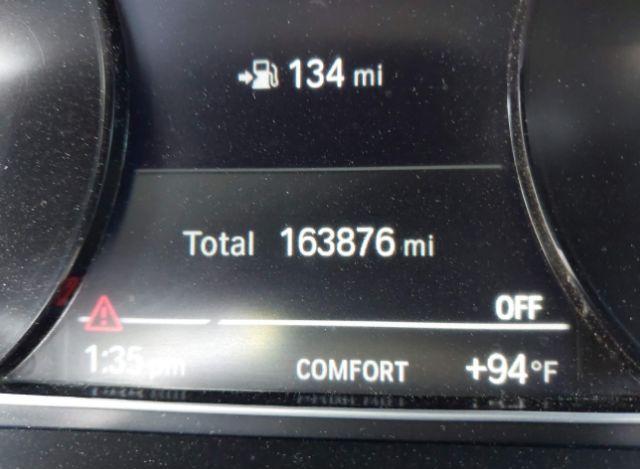 134 mi
Total 163876 mi
OFF
1:35 pm COMFORT +94°F